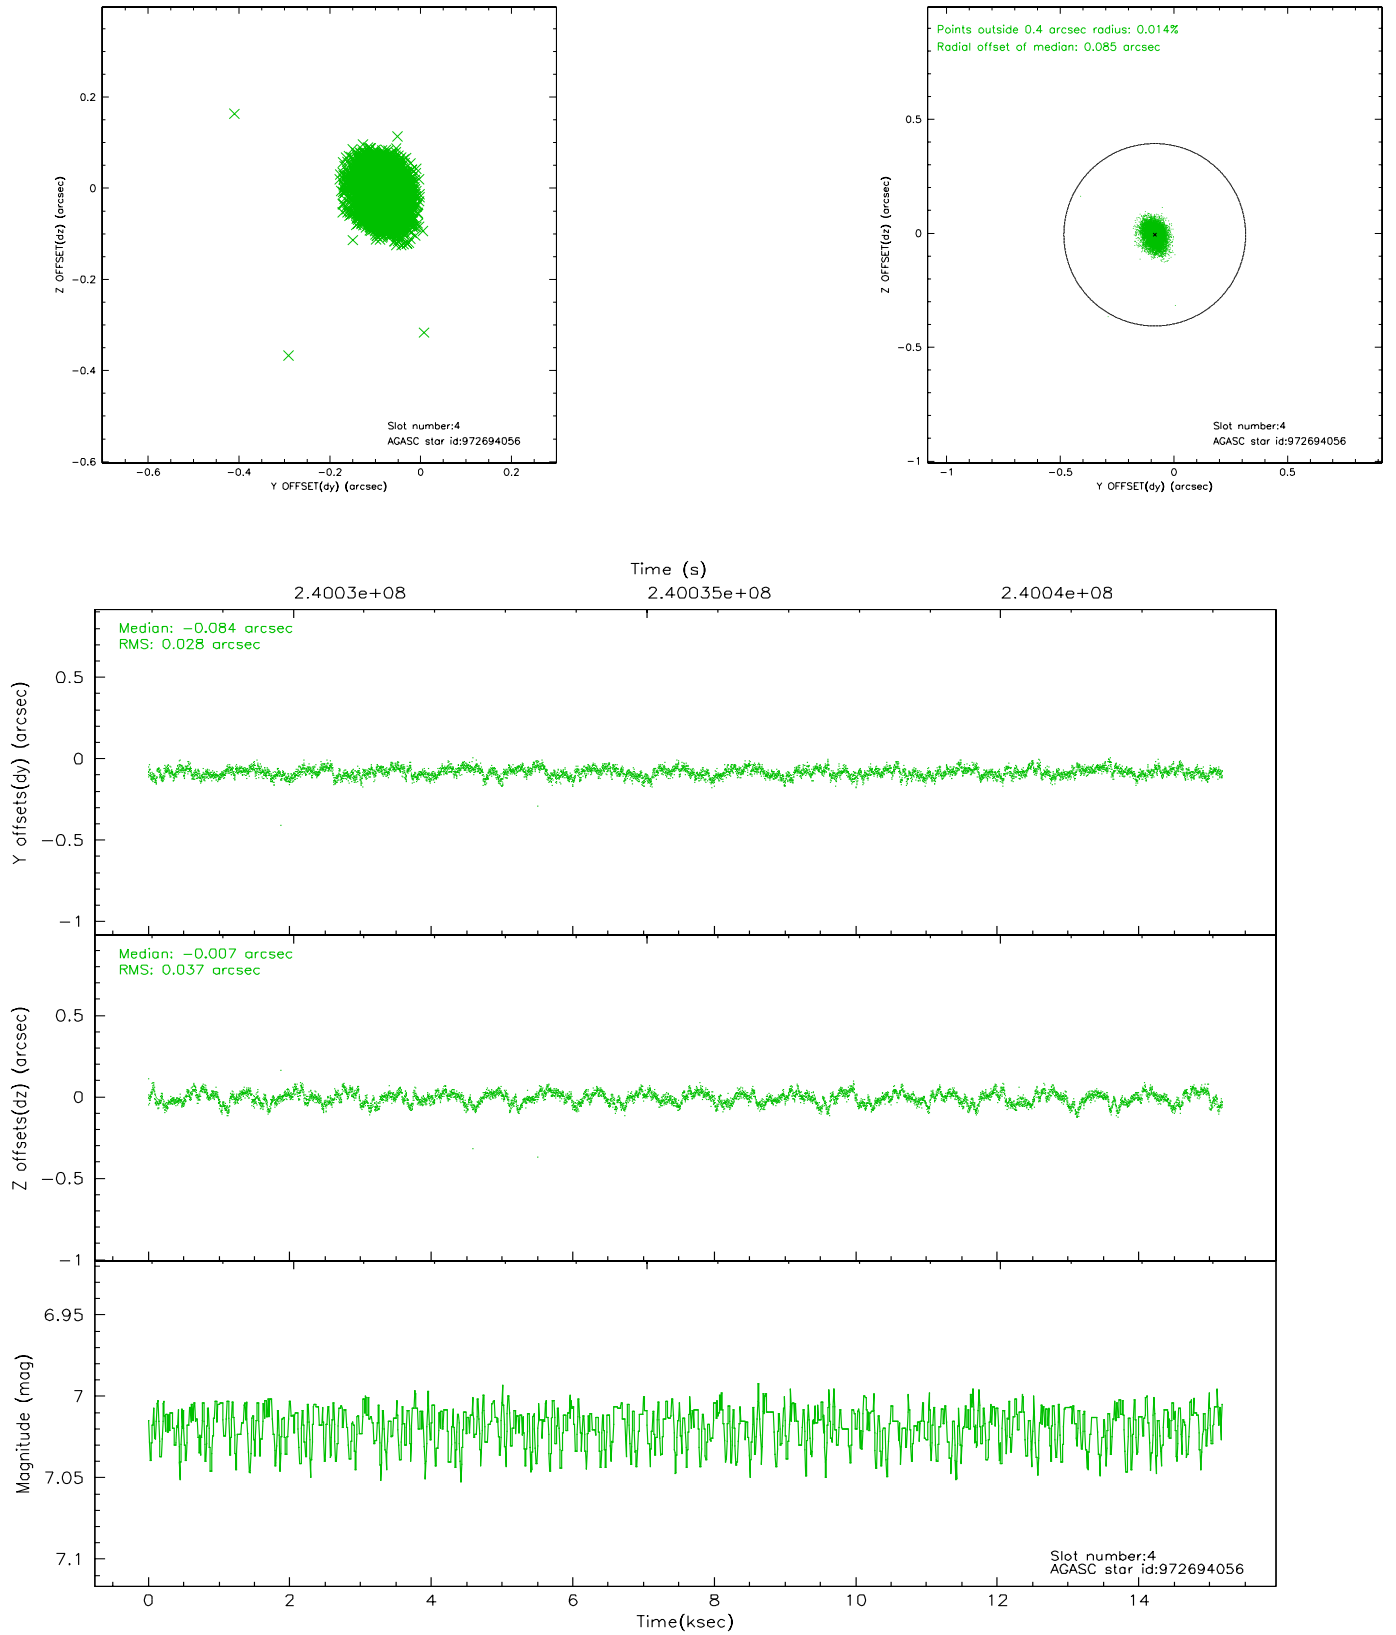 0.2
0
−0.2
−0.4
−0.6
Z OFFSET(dz) (arcsec)
−0.6
−0.4
−0.2
0
0.2
Y OFFSET(dy) (arcsec)
Slot number:4
AGASC star id:972694056
Points outside 0.4 arcsec radius: 0.014%
Radial offset of median: 0.085 arcsec
0.5
0
−0.5
−1
Z OFFSET(dz) (arcsec)
−1
−0.5
0
0.5
Y OFFSET(dy) (arcsec)
Slot number:4
AGASC star id:972694056
Time (s)
2.4003e+08
2.40035e+08
2.4004e+08
Median: −0.084 arcsec
RMS: 0.028 arcsec
0.5
0
−0.5
−1
Y offsets(dy) (arcsec)
Median: −0.007 arcsec
RMS: 0.037 arcsec
0.5
0
−0.5
−1
Z offsets(dz) (arcsec)
6.95
7
7.05
7.1
Magnitude (mag)
Slot number:4
AGASC star id:972694056
0
2
4
6
8
10
12
14
Time(ksec)